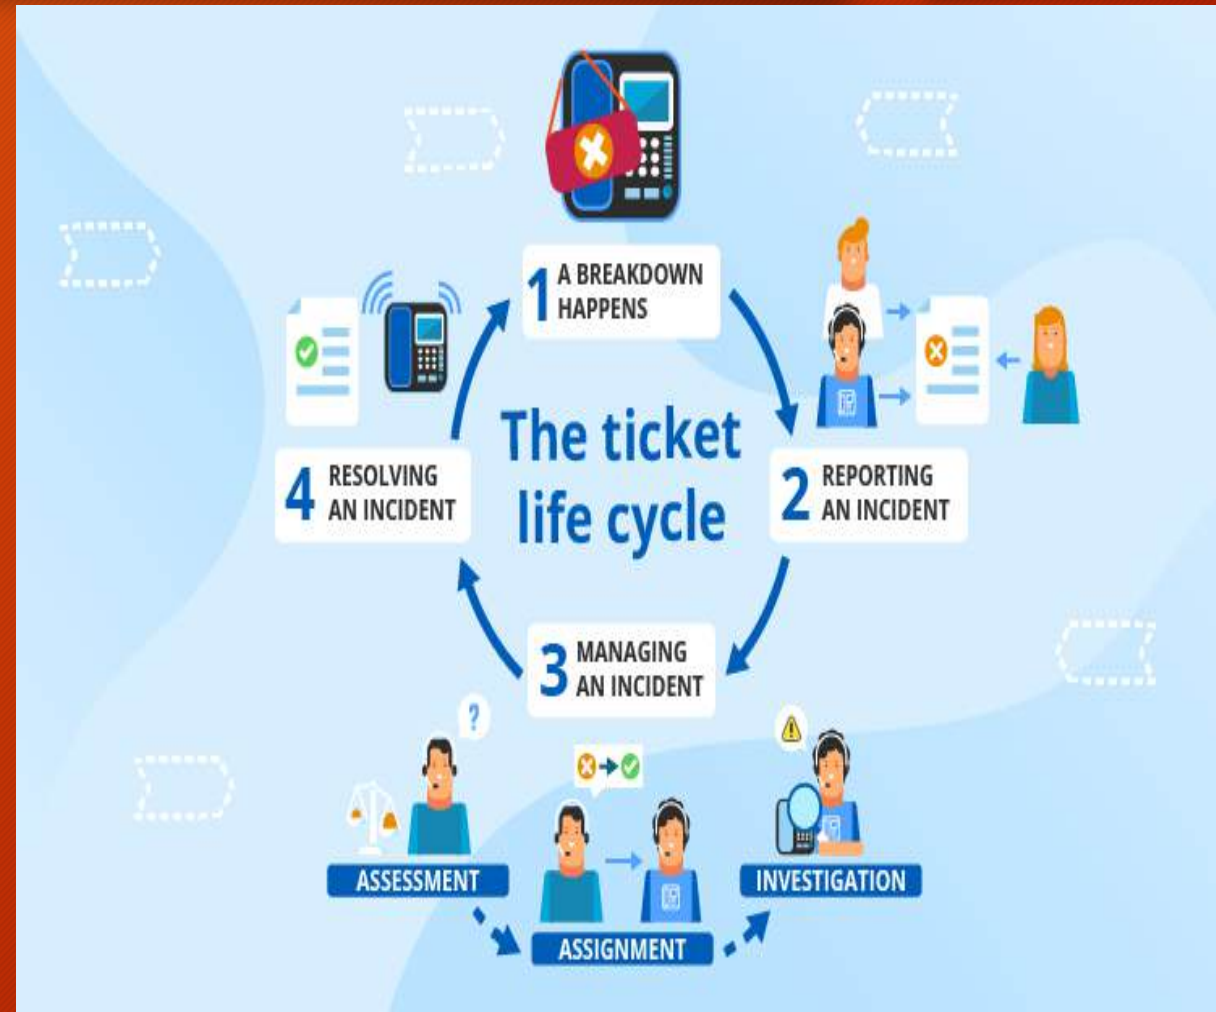 1 A BREAKDOWN
HAPPENS
The ticket
life cycle
2 REPORTING
AN INCIDENT
3 MANAGING
AN INCIDENT
4 RESOLVING
AN INCIDENT
?
ASSESSMENT
ASSIGNMENT
INVESTIGATION